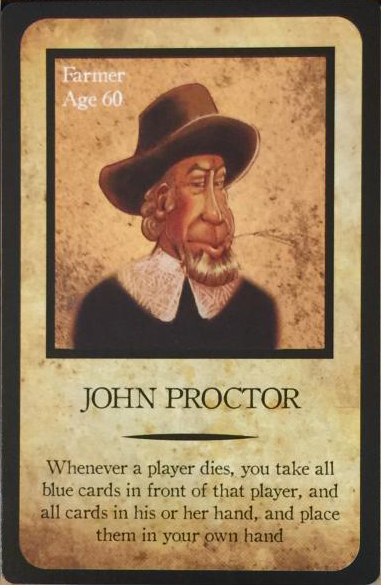 Farmer
Age 60
JOHN PROCTOR
Whenever a player dies, you take all
blue cards in front of that player, and
all cards in his or her hand, and place
them in your own hand